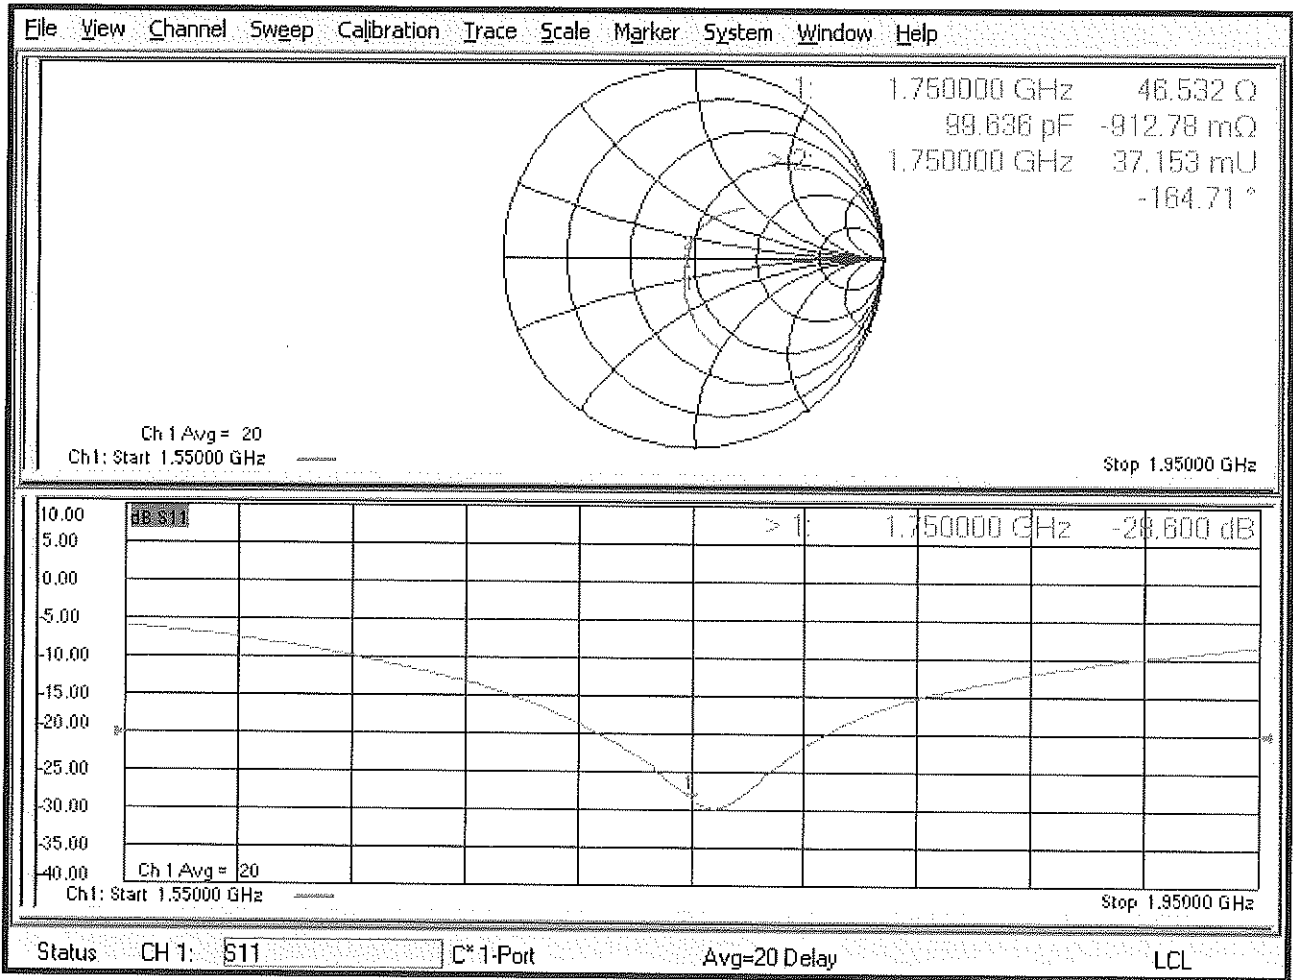 File View Channel Sweep Calibration Trace Scale Marker System Window Help
1: 1.750000 GHz 46.532 Ω
99.636 pF -912.78 mΩ
> 2: 1.750000 GHz 37.153 mU
-164.71 °
Ch 1 Avg = 20
Ch1: Start 1.55000 GHz
Stop 1.95000 GHz
10.00
dB S11
> 1: 1.750000 GHz -28.600 dB
5.00
0.00
-5.00
-10.00
-15.00
-20.00
-25.00
1
-30.00
-35.00
-40.00
Ch 1 Avg = 20
Ch1: Start 1.55000 GHz
Stop 1.95000 GHz
Status CH 1: S11 C* 1-Port Avg=20 Delay LCL